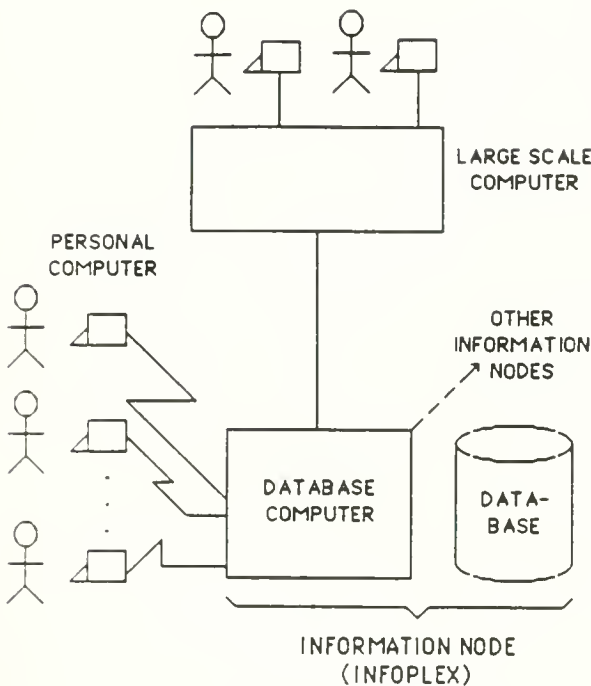 LARGE SCALE
COMPUTER
PERSONAL
COMPUTER
OTHER
INFORMATION
NODES
DATABASE
COMPUTER
DATA-
BASE
INFORMATION NODE
(INFOPLEX)